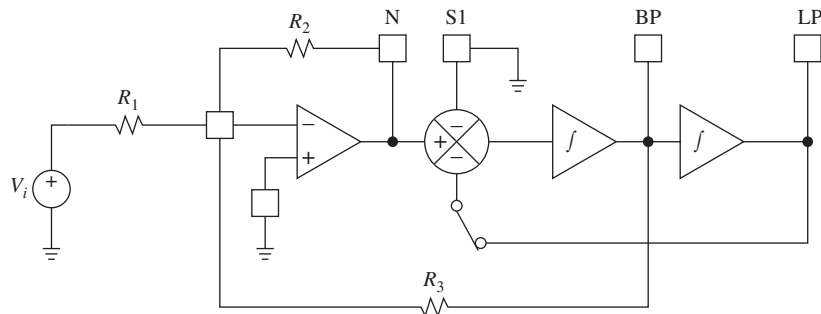 N S1 BP LP
R2
R1
− − ∫ ∫
+ −
+
Vi +
R3